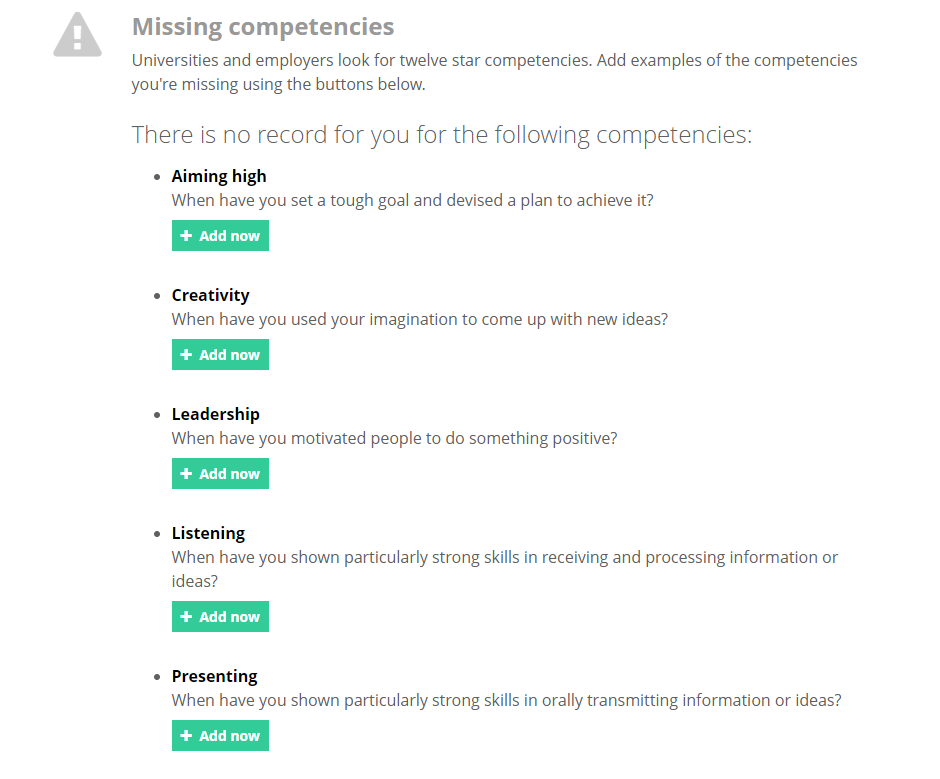 Missing competencies
Universities and employers look for twelve star competencies. Add examples of the competencies
you're missing using the buttons below.
There is no record for you for the following competencies:
Aiming high
When have you set a tough goal and devised a plan to achieve it?
+ Add now
Creativity
When have you used your imagination to come up with new ideas?
+ Add now
Leadership
When have you motivated people to do something positive?
+ Add now
Listening
When have you shown particularly strong skills in receiving and processing information or
ideas?
+ Add now
Presenting
When have you shown particularly strong skills in orally transmitting information or ideas?
+ Add now